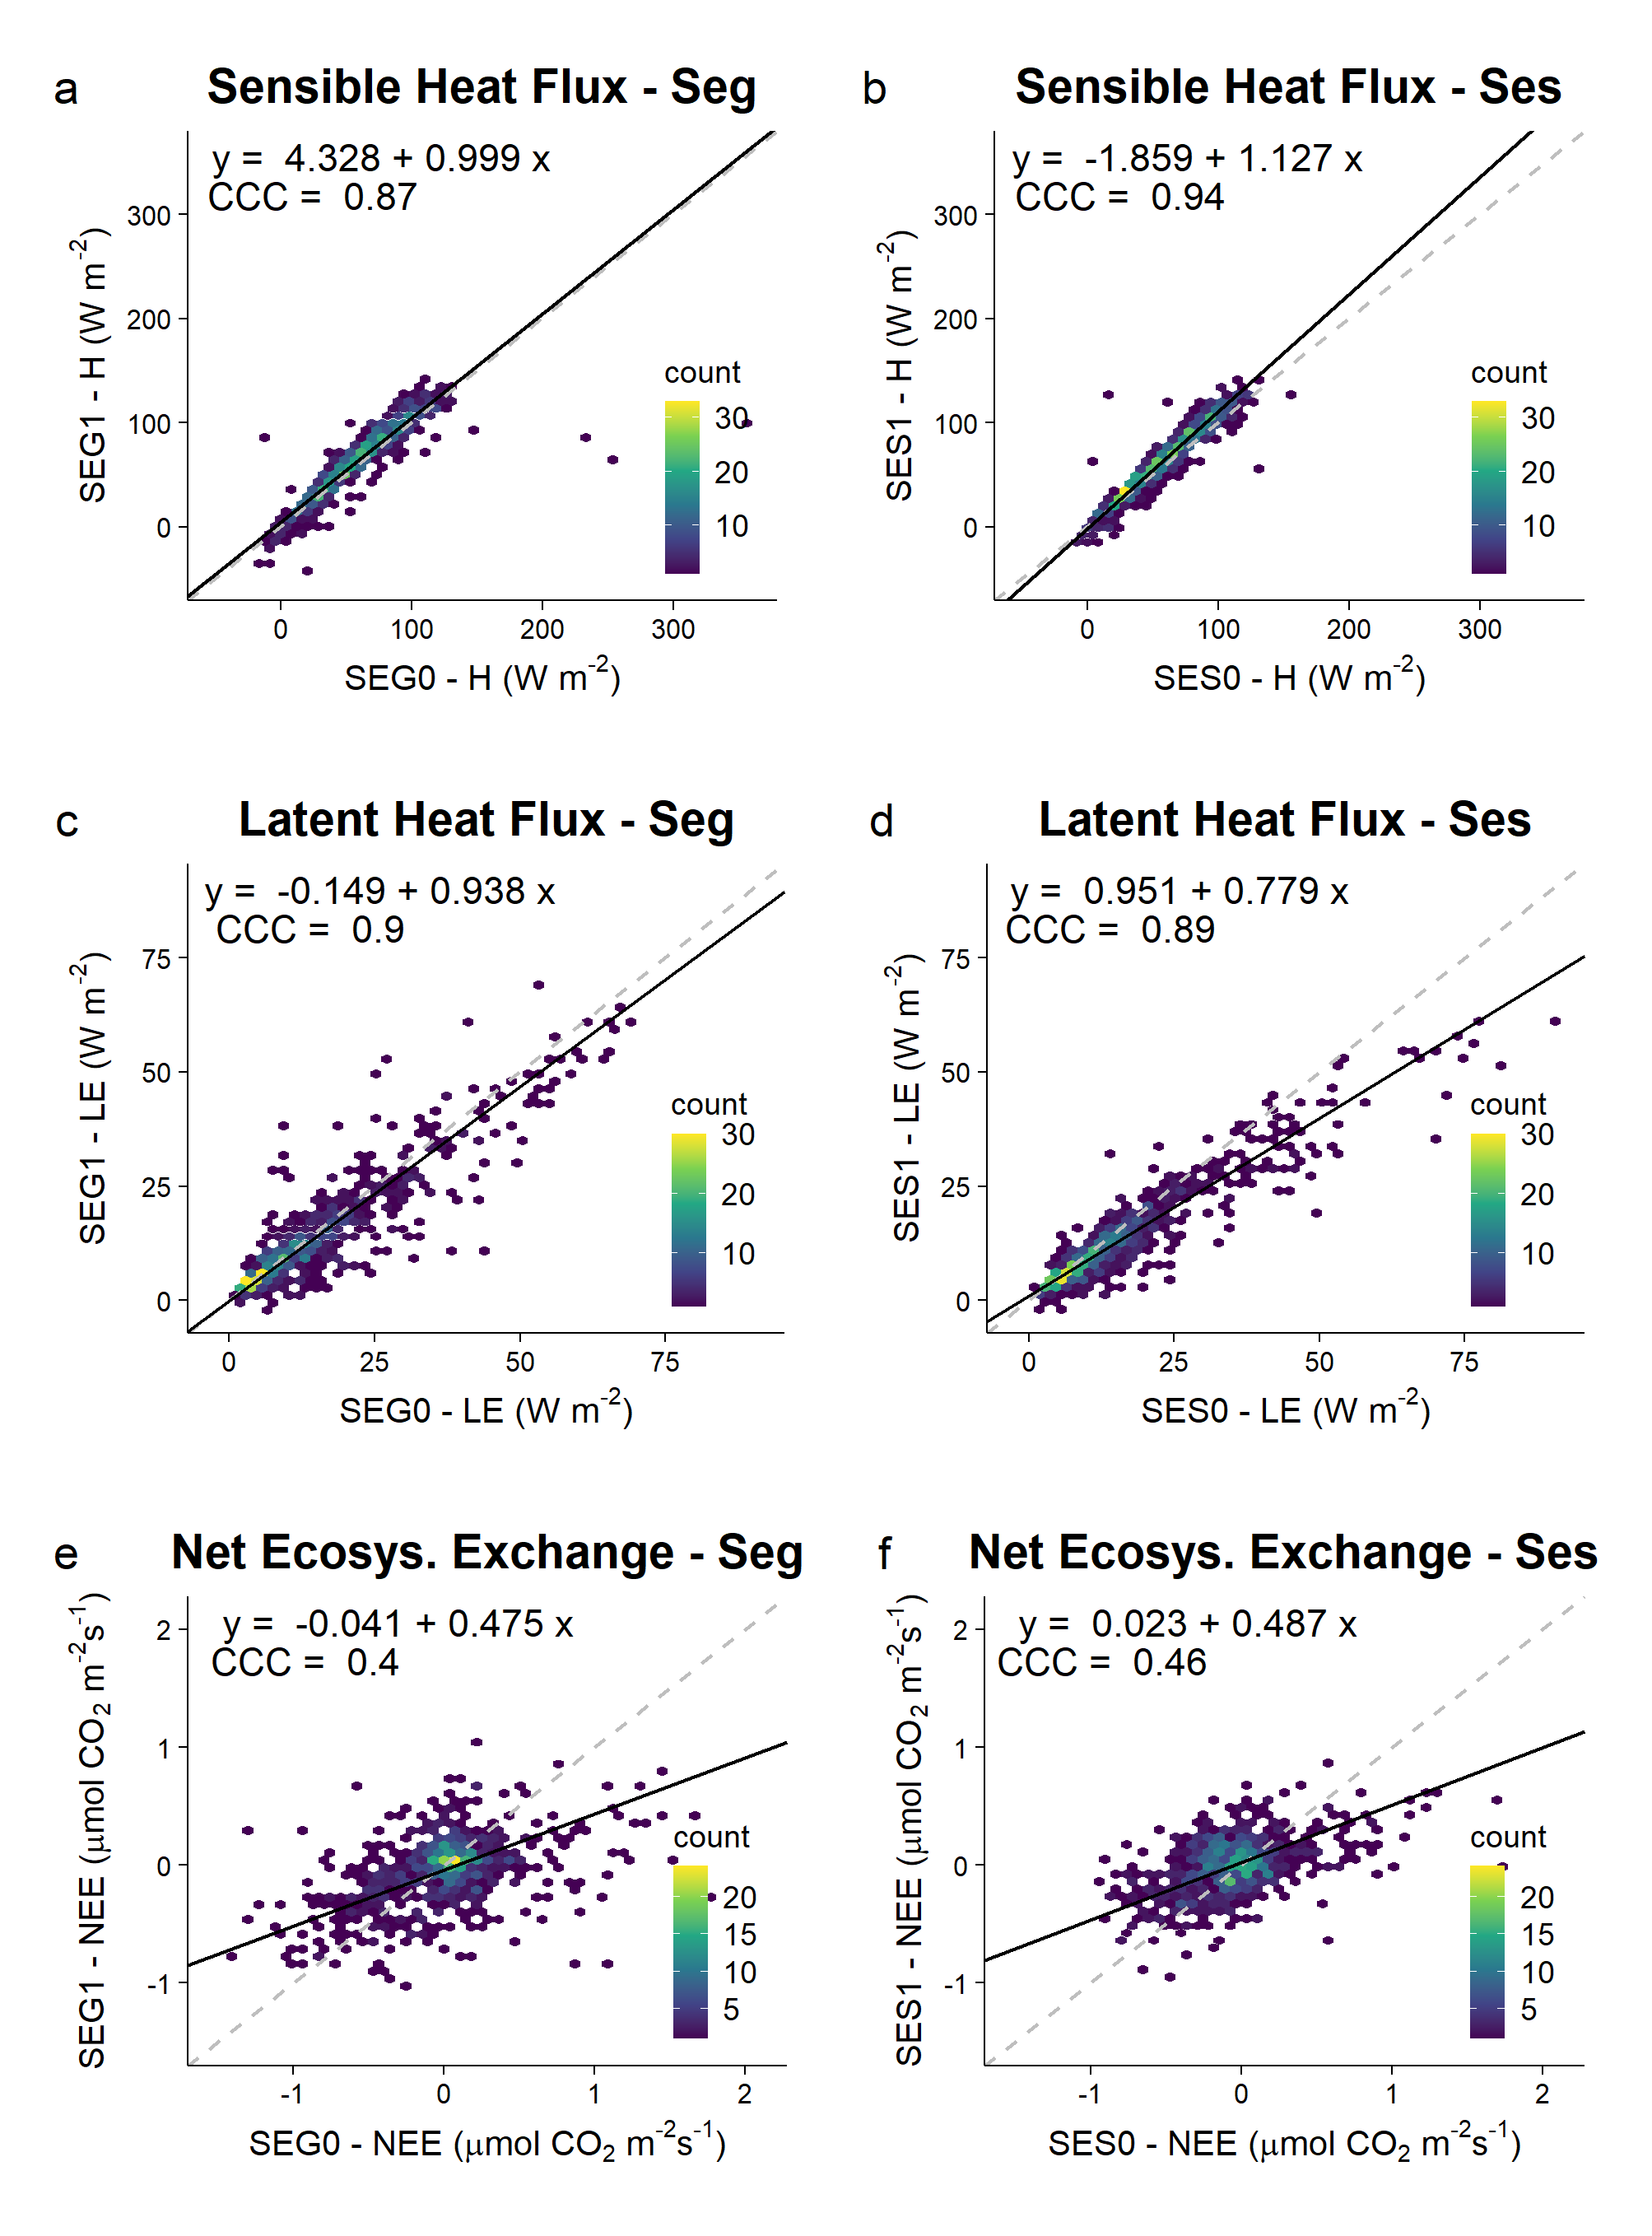 a
Sensible Heat Flux - Seg
y = 4.328 + 0.999 x
CCC = 0.87
SEG1 - H (W m-2)
300
200
100
0
count
30
20
10
0 100 200 300
SEG0 - H (W m-2)
b
Sensible Heat Flux - Ses
y = -1.859 + 1.127 x
CCC = 0.94
SES1 - H (W m-2)
300
200
100
0
count
30
20
10
0 100 200 300
SES0 - H (W m-2)
c
Latent Heat Flux - Seg
y = -0.149 + 0.938 x
CCC = 0.9
SEG1 - LE (W m-2)
75
50
25
0
count
30
20
10
0 25 50 75
SEG0 - LE (W m-2)
d
Latent Heat Flux - Ses
y = 0.951 + 0.779 x
CCC = 0.89
SES1 - LE (W m-2)
75
50
25
0
count
30
20
10
0 25 50 75
SES0 - LE (W m-2)
e
Net Ecosys. Exchange - Seg
y = -0.041 + 0.475 x
CCC = 0.4
SEG1 - NEE (μmol CO2 m-2s-1)
2
1
0
-1
count
20
15
10
5
-1 0 1 2
SEG0 - NEE (μmol CO2 m-2s-1)
f
Net Ecosys. Exchange - Ses
y = 0.023 + 0.487 x
CCC = 0.46
SES1 - NEE (μmol CO2 m-2s-1)
2
1
0
-1
count
20
15
10
5
-1 0 1 2
SES0 - NEE (μmol CO2 m-2s-1)